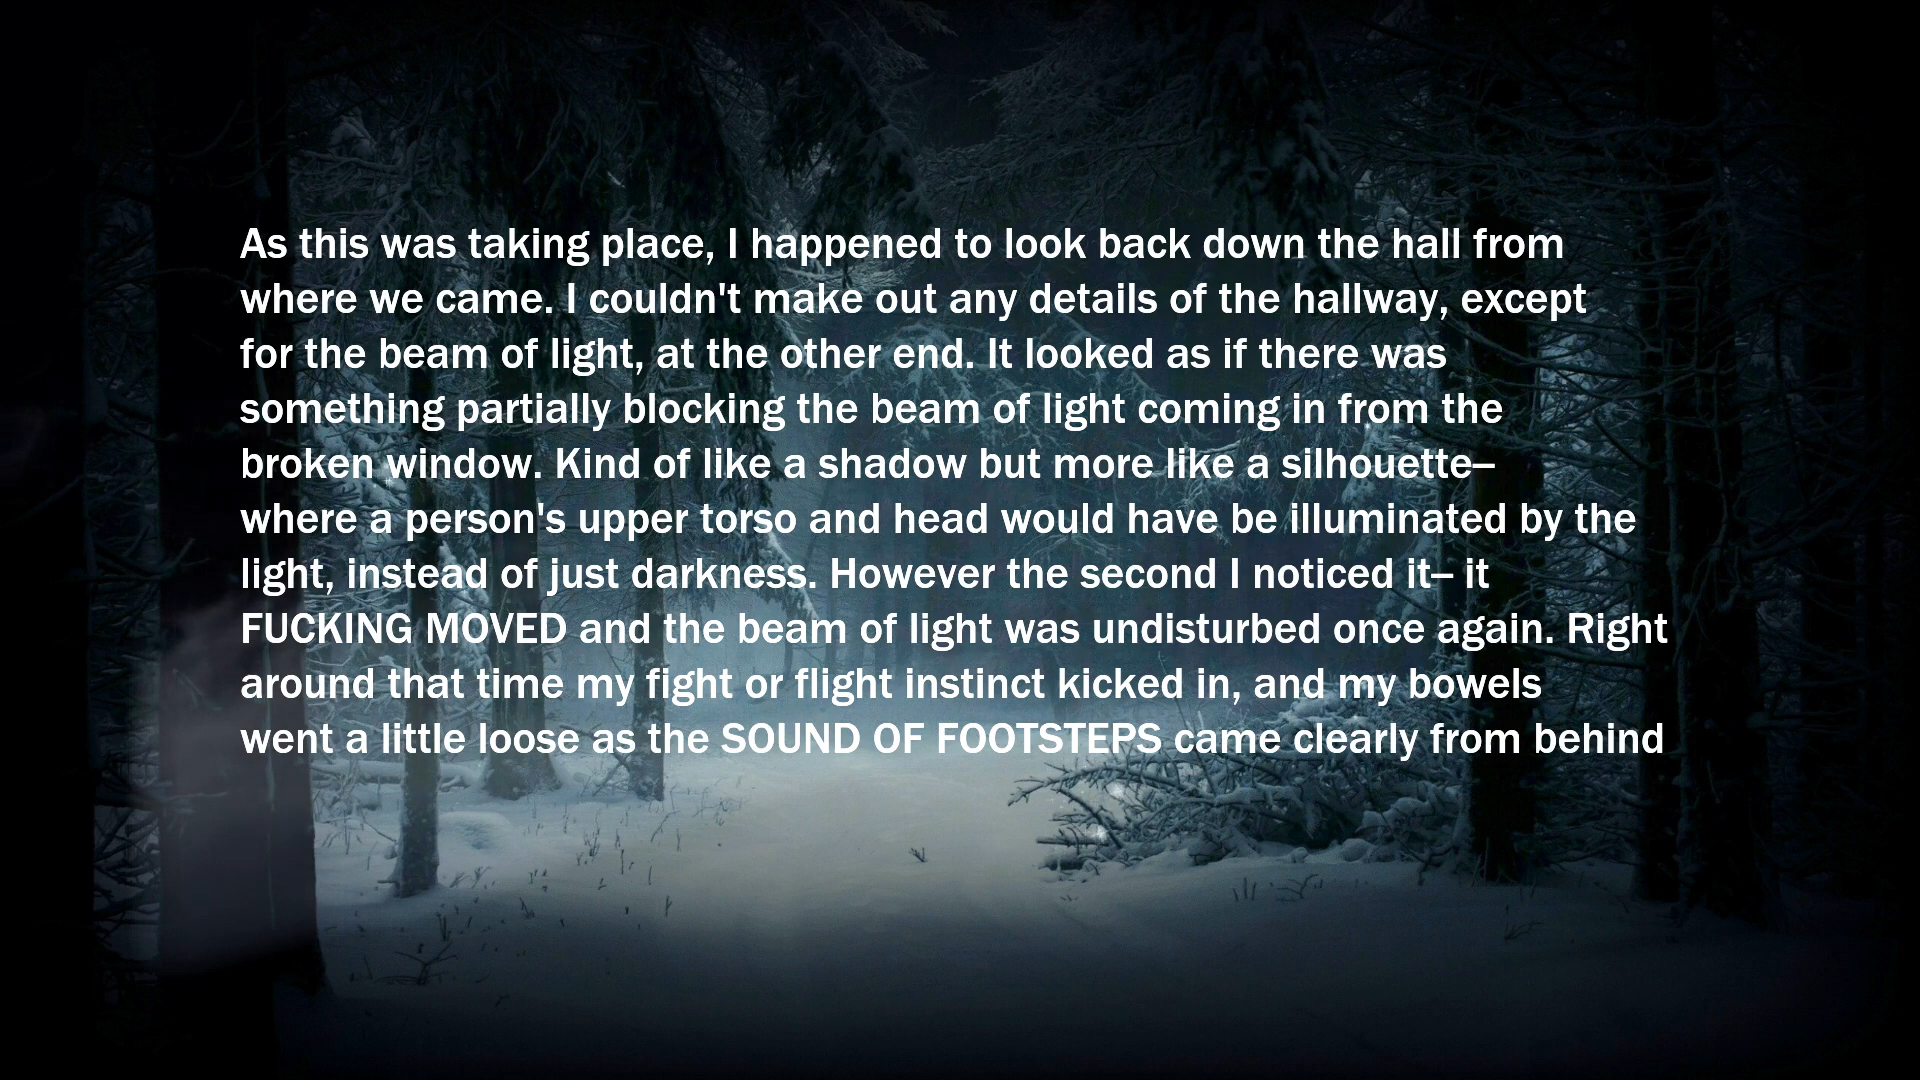 As this was taking place, I happened to look back down the hall from
where we came. I couldn't make out any details of the hallway, except
for the beam of light, at the other end. It looked as if there was
something partially blocking the beam of light coming in from the
broken window. Kind of like a shadow but more like a silhouette–
where a person's upper torso and head would have be illuminated by the
light, instead of just darkness. However the second I noticed it– it
FUCKING MOVED and the beam of light was undisturbed once again. Right
around that time my fight or flight instinct kicked in, and my bowels
went a little loose as the SOUND OF FOOTSTEPS came clearly from behind